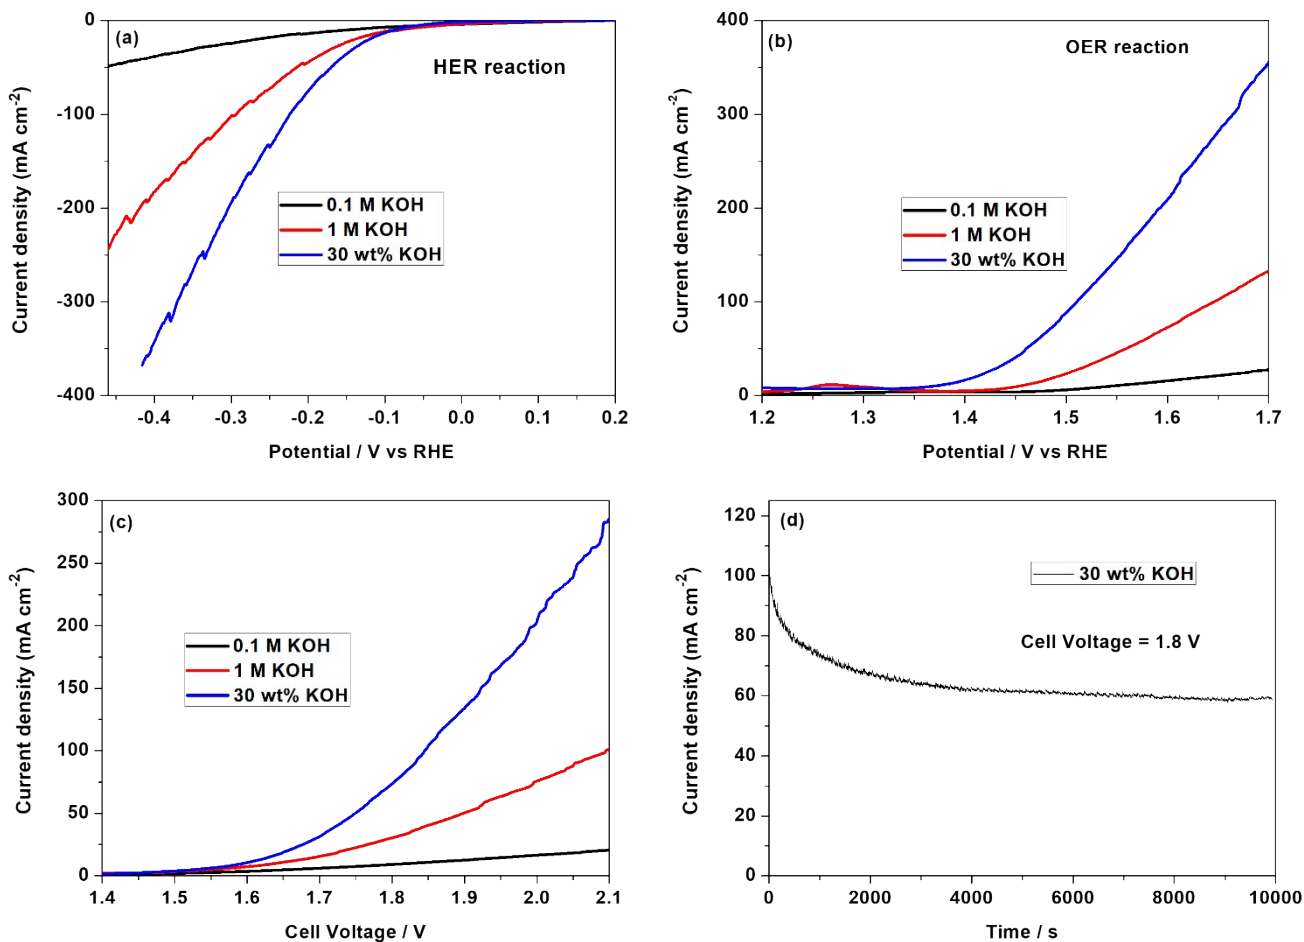 (a)
HER reaction
0.1 M KOH
1 M KOH
30 wt% KOH
0
-100
-200
-300
-400
-0.4 -0.3 -0.2 -0.1 0.0 0.1 0.2
Current density (mA cm-2)
Potential / V vs RHE
(b)
OER reaction
0.1 M KOH
1 M KOH
30 wt% KOH
400
300
200
100
0
1.2 1.3 1.4 1.5 1.6 1.7
Current density (mA cm-2)
Potential / V vs RHE
(c)
0.1 M KOH
1 M KOH
30 wt% KOH
300
250
200
150
100
50
0
1.4 1.5 1.6 1.7 1.8 1.9 2.0 2.1
Current density (mA cm-2)
Cell Voltage / V
(d)
30 wt% KOH
Cell Voltage = 1.8 V
120
100
80
60
40
20
0
0 2000 4000 6000 8000 10000
Current density (mA cm-2)
Time / s